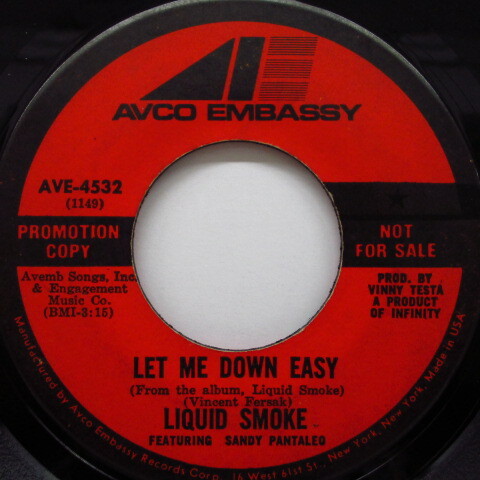 AVCO EMBASSY
AVE-4532
(1149)
PROMOTION
COPY
NOT
FOR SALE
Avemb Songs, Inc.
& Engagement
Music Co.
(BMI-3:15)
PROD. BY
VINNY TESTA
A PRODUCT
OF INFINITY
LET ME DOWN EASY
(From the album, Liquid Smoke)
(Vincent Fersak)
LIQUID SMOKE
FEATURING SANDY PANTALEO
Manufactured by Avco Embassy Records Corp., 16 West 61st St., New York, New York, Made in USA